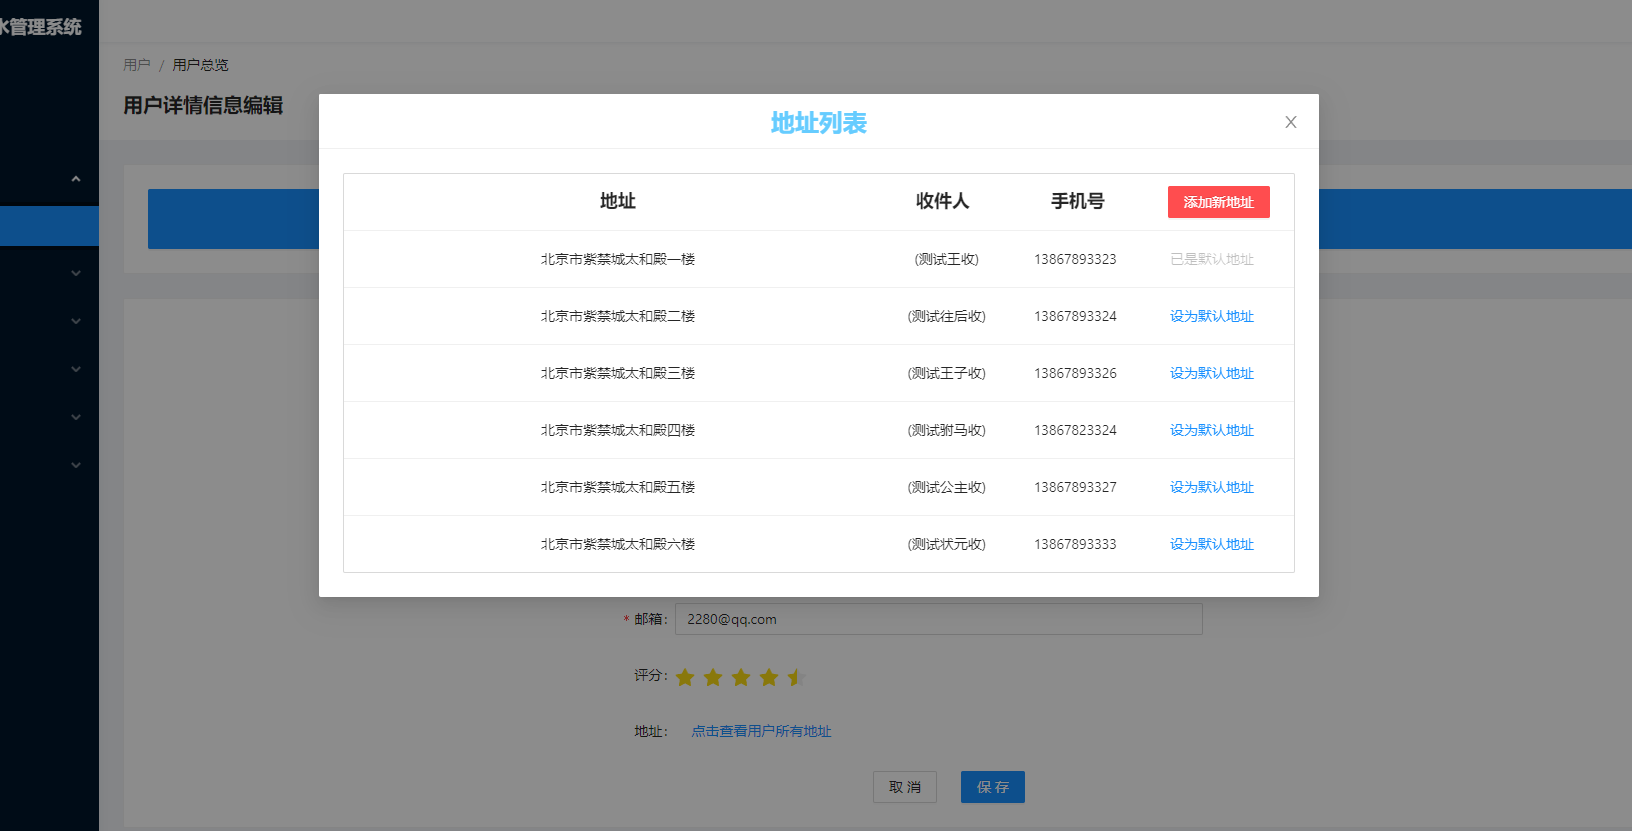 水管理系统
用户 / 用户总览
用户详情信息编辑
地址列表
地址 收件人 手机号 添加新地址
北京市紫禁城太和殿一楼 (测试王收) 13867893323 已是默认地址
北京市紫禁城太和殿二楼 (测试往后收) 13867893324 设为默认地址
北京市紫禁城太和殿三楼 (测试王子收) 13867893326 设为默认地址
北京市紫禁城太和殿四楼 (测试驸马收) 13867823324 设为默认地址
北京市紫禁城太和殿五楼 (测试公主收) 13867893327 设为默认地址
北京市紫禁城太和殿六楼 (测试状元收) 13867893333 设为默认地址
* 邮箱: 2280@qq.com
评分:
地址: 点击查看用户所有地址
取 消 保 存